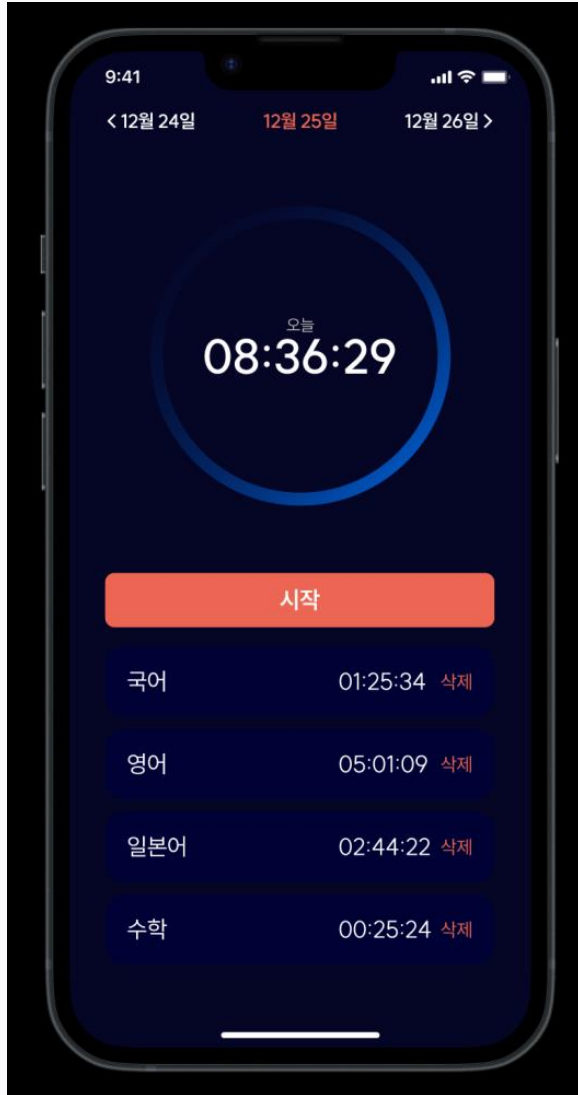 9:41
< 12월 24일 12월 25일 12월 26일 >
오늘
08:36:29
시작
국어 01:25:34 삭제
영어 05:01:09 삭제
일본어 02:44:22 삭제
수학 00:25:24 삭제